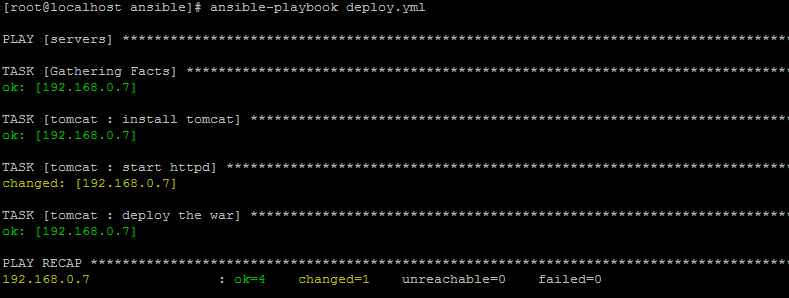 [root@localhost ansible]# ansible-playbook deploy.yml
PLAY [servers] *************************************************************************************
TASK [Gathering Facts] *****************************************************************************
ok: [192.168.0.7]
TASK [tomcat : install tomcat] *********************************************************************
ok: [192.168.0.7]
TASK [tomcat : start httpd] ************************************************************************
changed: [192.168.0.7]
TASK [tomcat : deploy the war] *********************************************************************
ok: [192.168.0.7]
PLAY RECAP *****************************************************************************************
192.168.0.7                : ok=4    changed=1    unreachable=0    failed=0